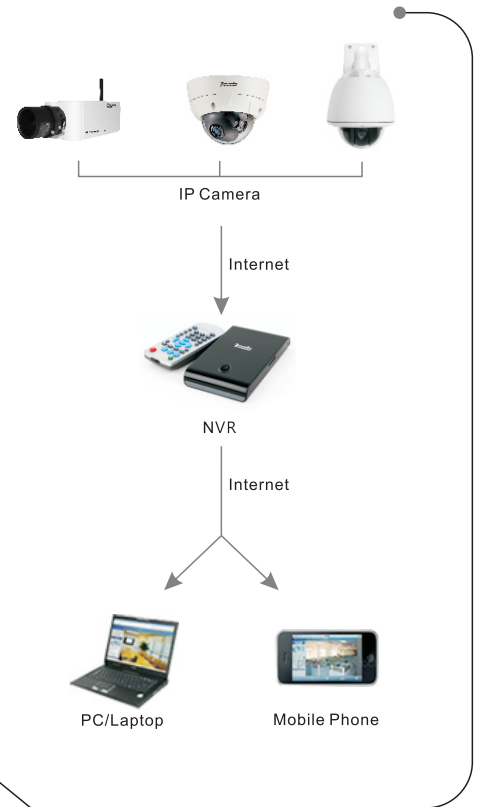 IP Camera
Internet
NVR
Internet
PC/Laptop
Mobile Phone